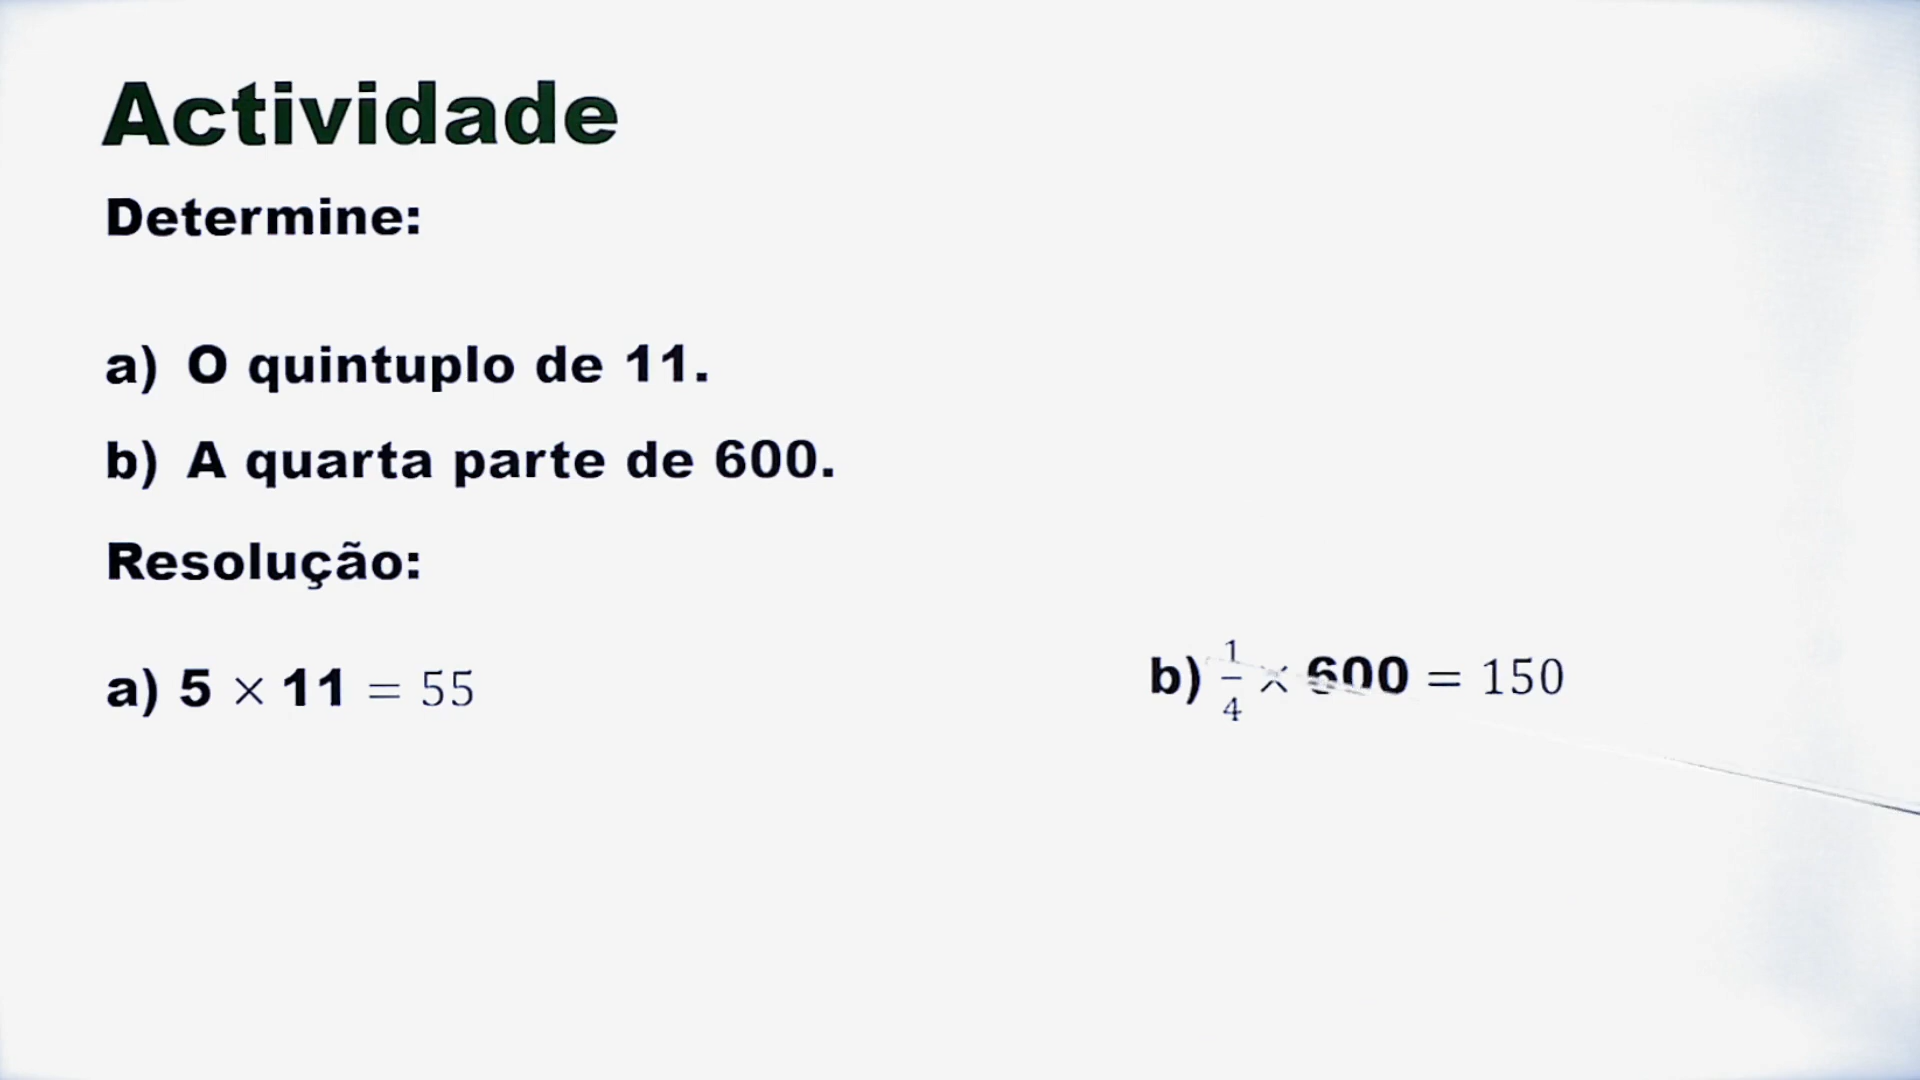 Actividade
Determine:
a) O quintuplo de 11.
b) A quarta parte de 600.
Resolução:
a) 5 × 11 = 55
b) 1/4 × 600 = 150